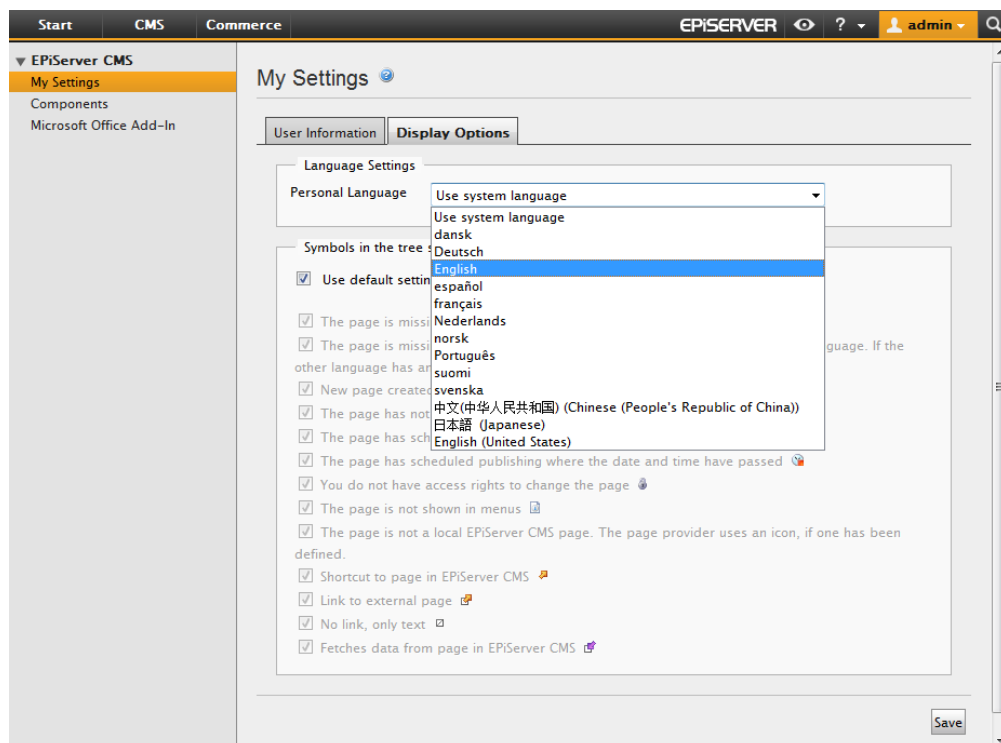 Start CMS Commerce EPiSERVER ? admin
EPiServer CMS
My Settings
Components
Microsoft Office Add-In
My Settings ?
User Information Display Options
Language Settings
Personal Language Use system language
Use system language
dansk
Deutsch
English
español
français
Nederlands
norsk
Português
suomi
svenska
中文(中华人民共和国) (Chinese (People's Republic of China))
日本語 (Japanese)
English (United States)
Symbols in the tree
Use default settin
The page is missi
The page is missi guage. If the
other language has an
New page created
The page has not
The page has sch
The page has scheduled publishing where the date and time have passed
You do not have access rights to change the page
The page is not shown in menus
The page is not a local EPiServer CMS page. The page provider uses an icon, if one has been
defined.
Shortcut to page in EPiServer CMS
Link to external page
No link, only text
Fetches data from page in EPiServer CMS
Save